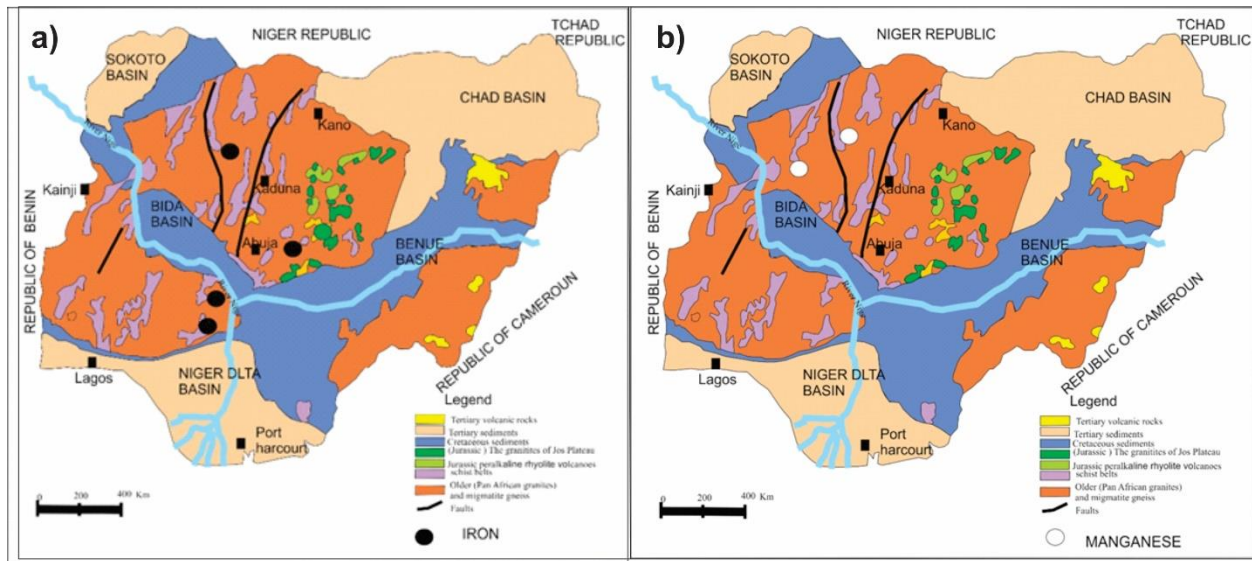 a)
NIGER REPUBLIC
TCHAD
REPUBLIC
SOKOTO
BASIN
CHAD BASIN
Kano
Kainji
Kaduna
BIDA
BASIN
REPUBLIC OF BENIN
Abuja
BENUE
BASIN
REPUBLIC OF CAMEROUN
Lagos
NIGER DLTA
BASIN
Port
harcourt
Legend
Tertiary volcanic rocks
Tertiary sediments
Cretaceous sediments
(Jurassic ) The granitites of Jos Plateau
Jurassic peralkaline rhyolite volcanoes
schist belts
Older (Pan African granites)
and migmatite gneiss
Faults
0 200 400 Km
IRON
b)
NIGER REPUBLIC
TCHAD
REPUBLIC
SOKOTO
BASIN
CHAD BASIN
Kano
Kainji
Kaduna
BIDA
BASIN
REPUBLIC OF BENIN
Abuja
BENUE
BASIN
REPUBLIC OF CAMEROUN
Lagos
NIGER DLTA
BASIN
Port
harcourt
Legend
Tertiary volcanic rocks
Tertiary sediments
Cretaceous sediments
(Jurassic ) The granitites of Jos Plateau
Jurassic peralkaline rhyolite volcanoes
schist belts
Older (Pan African granites)
and migmatite gneiss
Faults
0 200 400 Km
MANGANESE